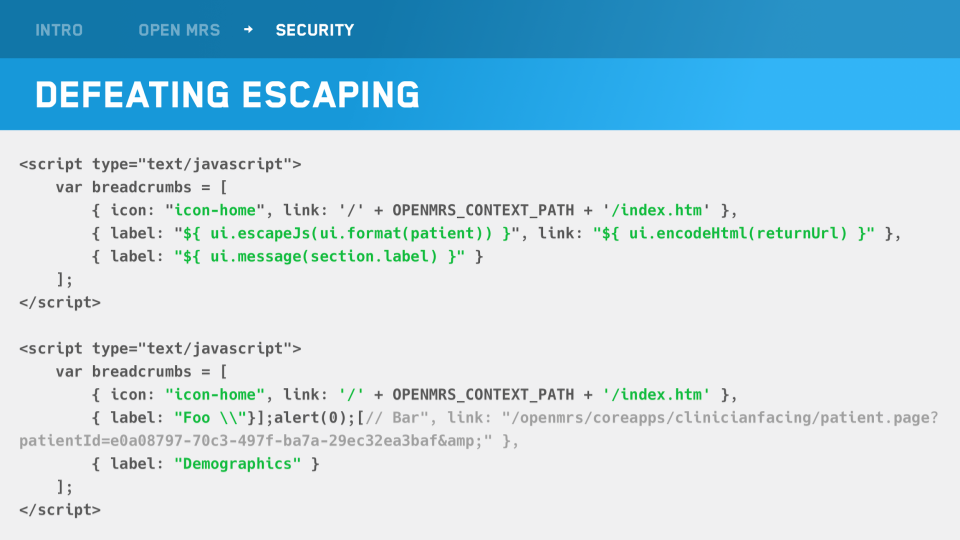 INTRO OPEN MRS → SECURITY
DEFEATING ESCAPING
<script type="text/javascript">
    var breadcrumbs = [
        { icon: "icon-home", link: '/' + OPENMRS_CONTEXT_PATH + '/index.htm' },
        { label: "${ ui.escapeJs(ui.format(patient)) }", link: "${ ui.encodeHtml(returnUrl) }" },
        { label: "${ ui.message(section.label) }" }
    ];
</script>
<script type="text/javascript">
    var breadcrumbs = [
        { icon: "icon-home", link: '/' + OPENMRS_CONTEXT_PATH + '/index.htm' },
        { label: "Foo \\"}];alert(0);[// Bar", link: "/openmrs/coreapps/clinicianfacing/patient.page?
patientId=e0a08797-70c3-497f-ba7a-29ec32ea3baf&amp;" },
        { label: "Demographics" }
    ];
</script>